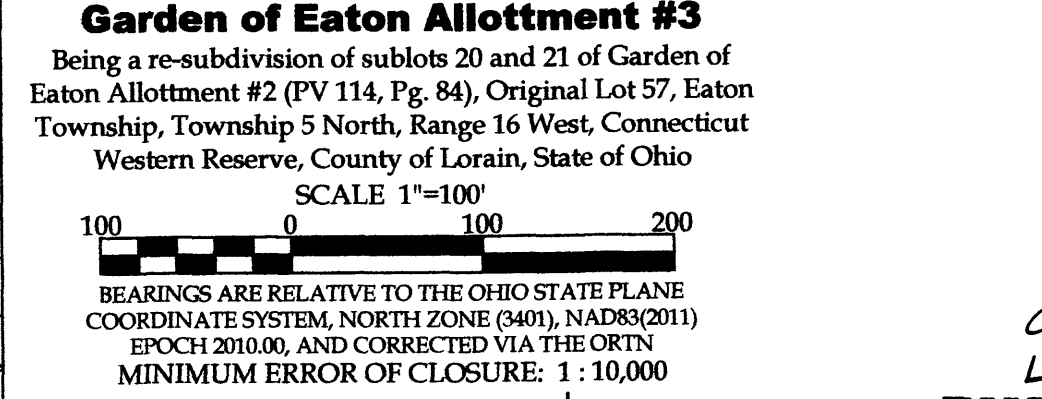 Garden of Eaton Allottment #3
Being a re-subdivision of sublots 20 and 21 of Garden of
Eaton Allottment #2 (PV 114, Pg. 84), Original Lot 57, Eaton
Township, Township 5 North, Range 16 West, Connecticut
Western Reserve, County of Lorain, State of Ohio
SCALE 1"=100'
100 0 100 200
BEARINGS ARE RELATIVE TO THE OHIO STATE PLANE
COORDINATE SYSTEM, NORTH ZONE (3401), NAD83(2011)
EPOCH 2010.00, AND CORRECTED VIA THE ORTN
MINIMUM ERROR OF CLOSURE: 1 : 10,000